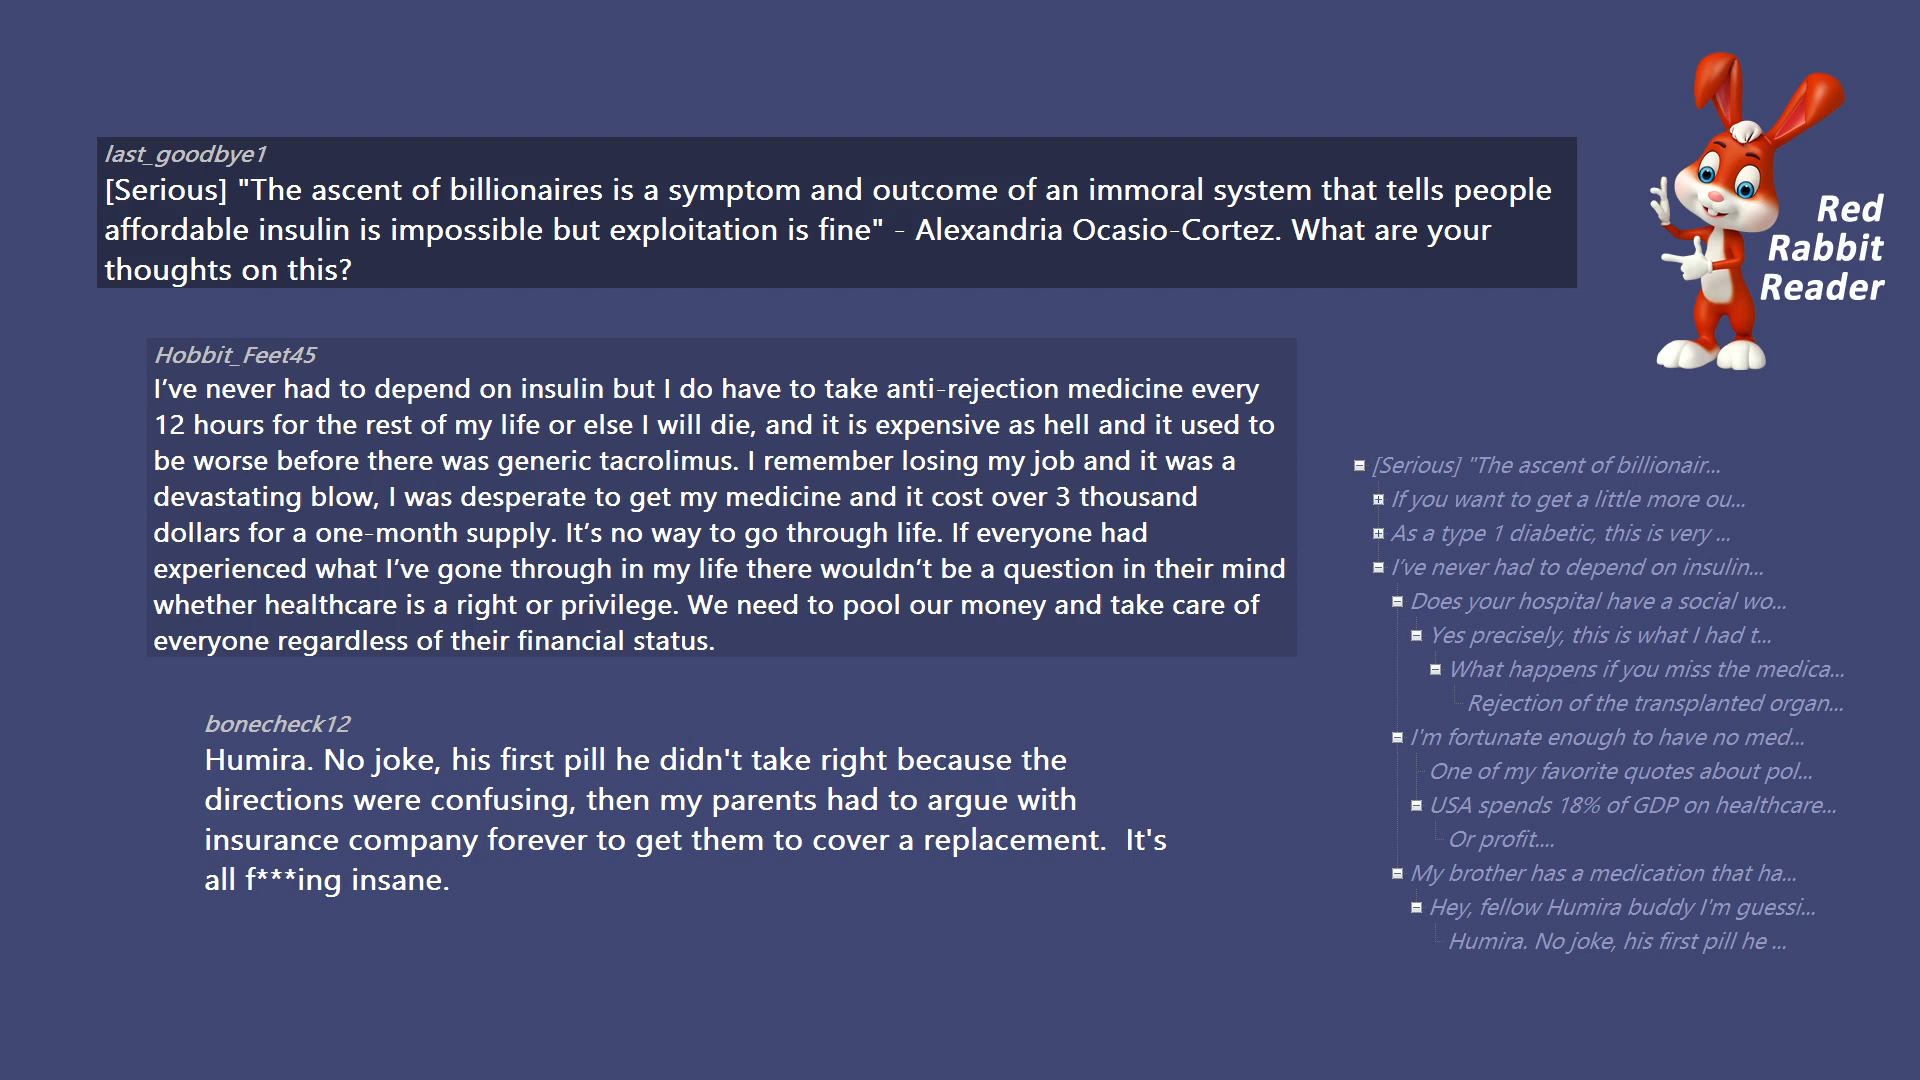 last_goodbye1
[Serious] "The ascent of billionaires is a symptom and outcome of an immoral system that tells people
affordable insulin is impossible but exploitation is fine" - Alexandria Ocasio-Cortez. What are your
thoughts on this?
Red
Rabbit
Reader
Hobbit_Feet45
I’ve never had to depend on insulin but I do have to take anti-rejection medicine every
12 hours for the rest of my life or else I will die, and it is expensive as hell and it used to
be worse before there was generic tacrolimus. I remember losing my job and it was a
devastating blow, I was desperate to get my medicine and it cost over 3 thousand
dollars for a one-month supply. It’s no way to go through life. If everyone had
experienced what I’ve gone through in my life there wouldn’t be a question in their mind
whether healthcare is a right or privilege. We need to pool our money and take care of
everyone regardless of their financial status.
bonecheck12
Humira. No joke, his first pill he didn't take right because the
directions were confusing, then my parents had to argue with
insurance company forever to get them to cover a replacement.  It's
all f***ing insane.
[Serious] "The ascent of billionair...
If you want to get a little more ou...
As a type 1 diabetic, this is very ...
I’ve never had to depend on insulin...
Does your hospital have a social wo...
Yes precisely, this is what I had t...
What happens if you miss the medica...
Rejection of the transplanted organ...
I'm fortunate enough to have no med...
One of my favorite quotes about pol...
USA spends 18% of GDP on healthcare...
Or profit....
My brother has a medication that ha...
Hey, fellow Humira buddy I'm guessi...
Humira. No joke, his first pill he ...